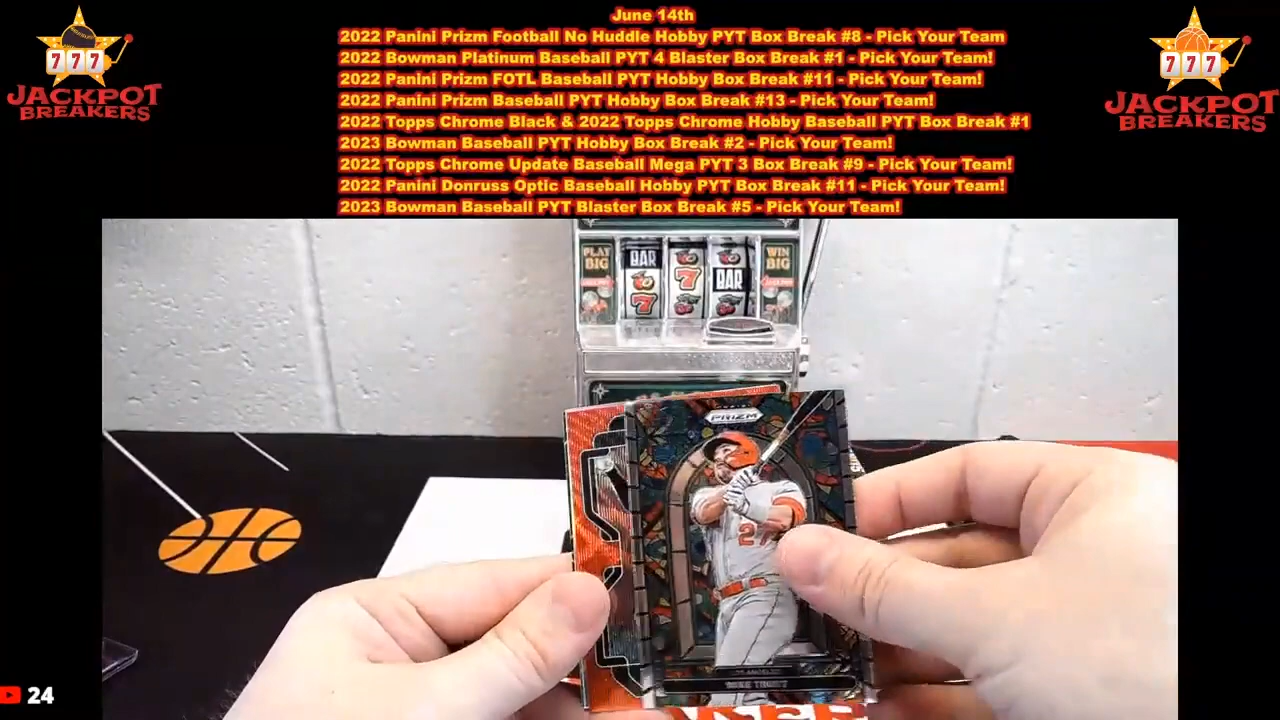 June 14th
2022 Panini Prizm Football No Huddle Hobby PYT Box Break #8 - Pick Your Team
2022 Bowman Platinum Baseball PYT 4 Blaster Box Break #1 - Pick Your Team!
2022 Panini Prizm FOTL Baseball PYT Hobby Box Break #11 - Pick Your Team!
2022 Panini Prizm Baseball PYT Hobby Box Break #13 - Pick Your Team!
2022 Topps Chrome Black & 2022 Topps Chrome Hobby Baseball PYT Box Break #1
2023 Bowman Baseball PYT Hobby Box Break #2 - Pick Your Team!
2022 Topps Chrome Update Baseball Mega PYT 3 Box Break #9 - Pick Your Team!
2022 Panini Donruss Optic Baseball Hobby PYT Box Break #11 - Pick Your Team!
2023 Bowman Baseball PYT Blaster Box Break #5 - Pick Your Team!
777
JACKPOT
BREAKERS
777
JACKPOT
BREAKERS
PLAY
BIG
BAR
7
7
BAR
WIN
BIG
PRIZM
27
LOS ANGELES
MIKE TROUT
24